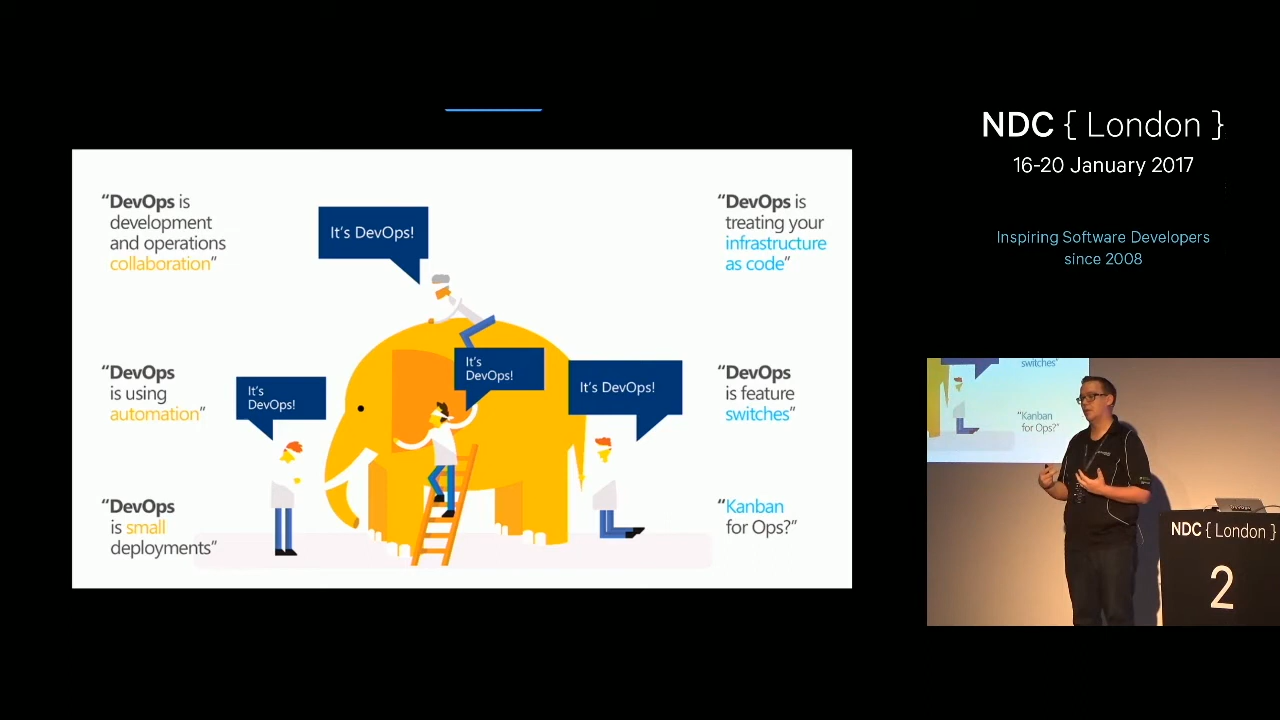 “DevOps is
development
and operations
collaboration”
“DevOps
is using
automation”
“DevOps
is small
deployments”
It’s DevOps!
It’s
DevOps!
It’s
DevOps!
It’s DevOps!
“DevOps is
treating your
infrastructure
as code”
“DevOps
is feature
switches”
“Kanban
for Ops?”
NDC { London }
16-20 January 2017
Inspiring Software Developers
since 2008
switches”
“Kanban
for Ops?”
NDC { London }
2